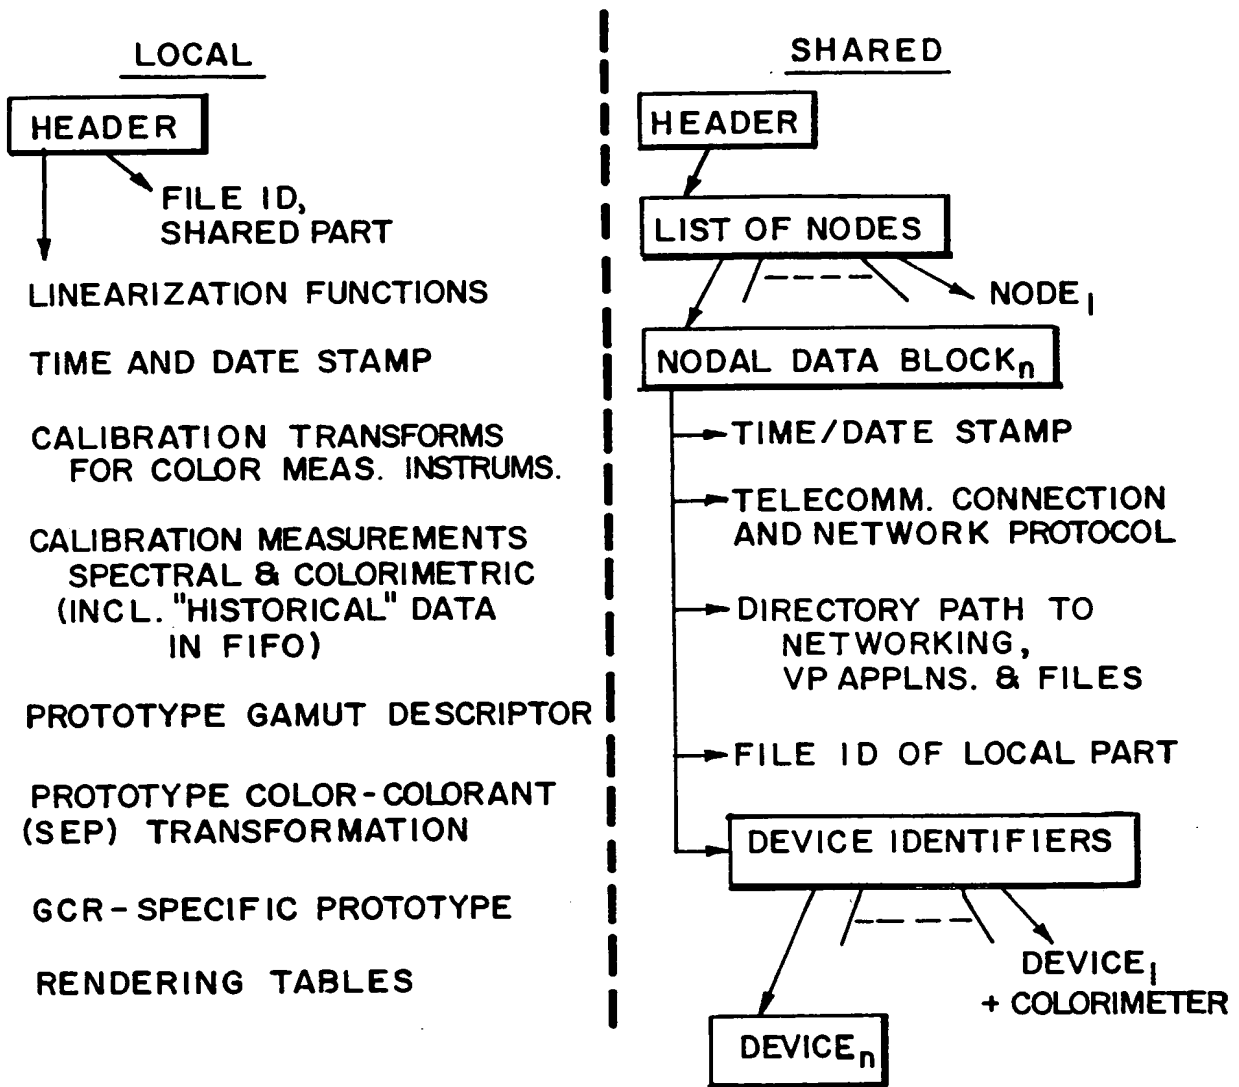 LOCAL
HEADER
FILE ID,
SHARED PART
LINEARIZATION FUNCTIONS
TIME AND DATE STAMP
CALIBRATION TRANSFORMS
FOR COLOR MEAS. INSTRUMS.
CALIBRATION MEASUREMENTS
SPECTRAL & COLORIMETRIC
(INCL. "HISTORICAL" DATA
IN FIFO)
PROTOTYPE GAMUT DESCRIPTOR
PROTOTYPE COLOR-COLORANT
(SEP) TRANSFORMATION
GCR-SPECIFIC PROTOTYPE
RENDERING TABLES
SHARED
HEADER
LIST OF NODES
NODE1
NODAL DATA BLOCKn
TIME/DATE STAMP
TELECOMM. CONNECTION
AND NETWORK PROTOCOL
DIRECTORY PATH TO
NETWORKING,
VP APPLNS. & FILES
FILE ID OF LOCAL PART
DEVICE IDENTIFIERS
DEVICE1
+ COLORIMETER
DEVICEn